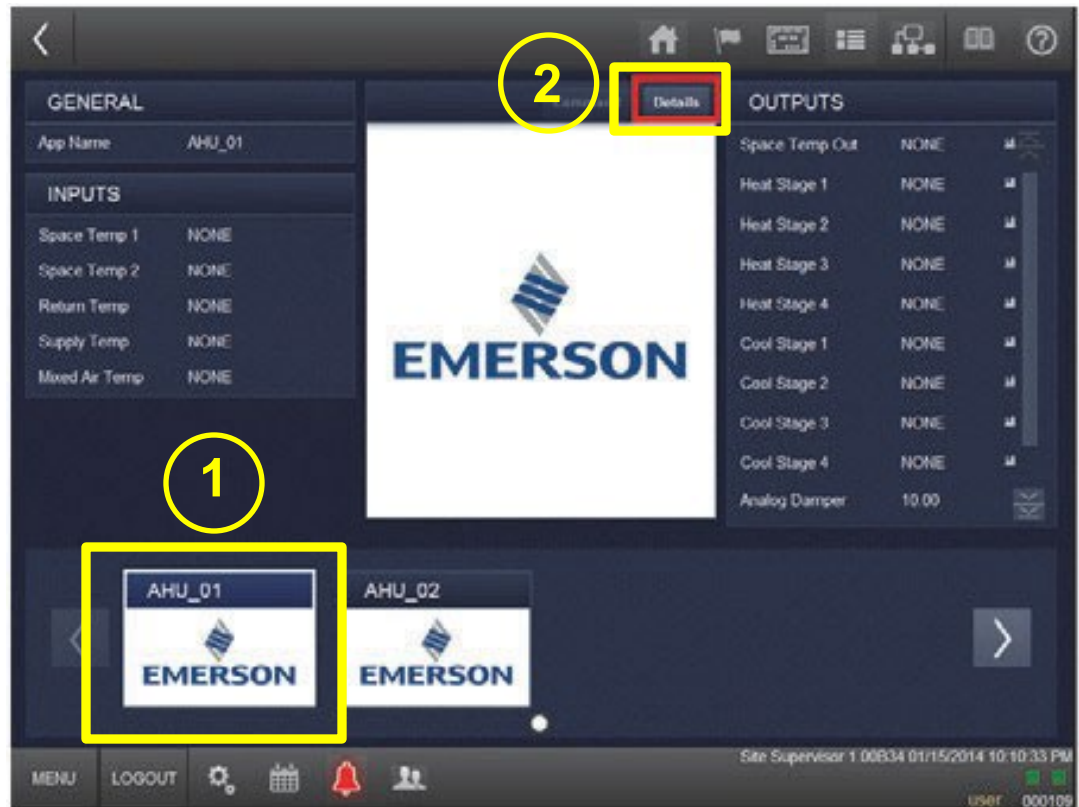 2
GENERAL
App Name AHU_01
INPUTS
Space Temp 1 NONE
Space Temp 2 NONE
Return Temp NONE
Supply Temp NONE
Mixed Air Temp NONE
Details
EMERSON
OUTPUTS
Space Temp Out NONE
Heat Stage 1 NONE
Heat Stage 2 NONE
Heat Stage 3 NONE
Heat Stage 4 NONE
Cool Stage 1 NONE
Cool Stage 2 NONE
Cool Stage 3 NONE
Cool Stage 4 NONE
Analog Damper 10.00
1
AHU_01
EMERSON
AHU_02
EMERSON
MENU LOGOUT
Site Supervisor 1.00B34 01/15/2014 10:10:33 PM
user 000109